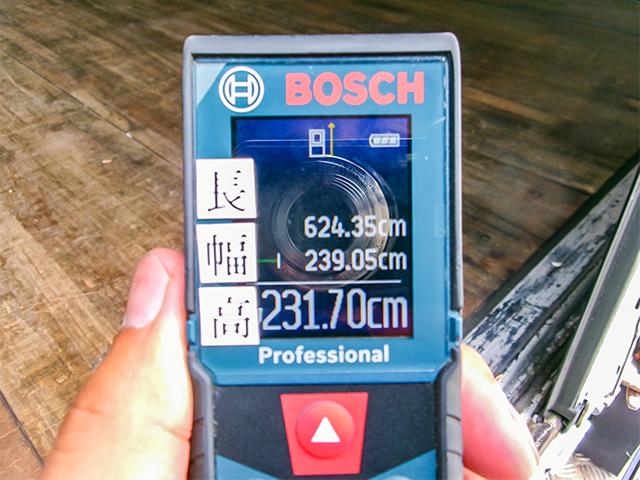 BOSCH
長 624.35cm
幅 239.05cm
高 231.70cm
Professional